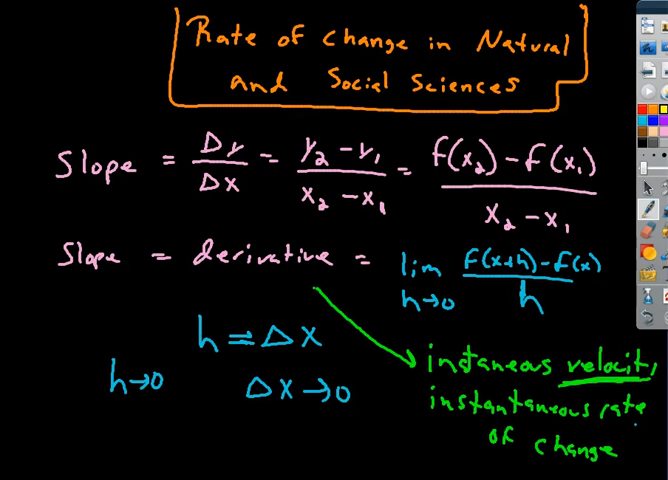 Rate of change in Natural
and Social Sciences
Slope = Δy/Δx = y₂ - y₁/x₂ - x₁ = f(x₂) - f(x₁)/x₂ - x₁
Slope = derivative = lim h→0 f(x+h) - f(x)/h
h = Δx
h→0 Δx→0
instaneous velocity
instantaneous rate
of change